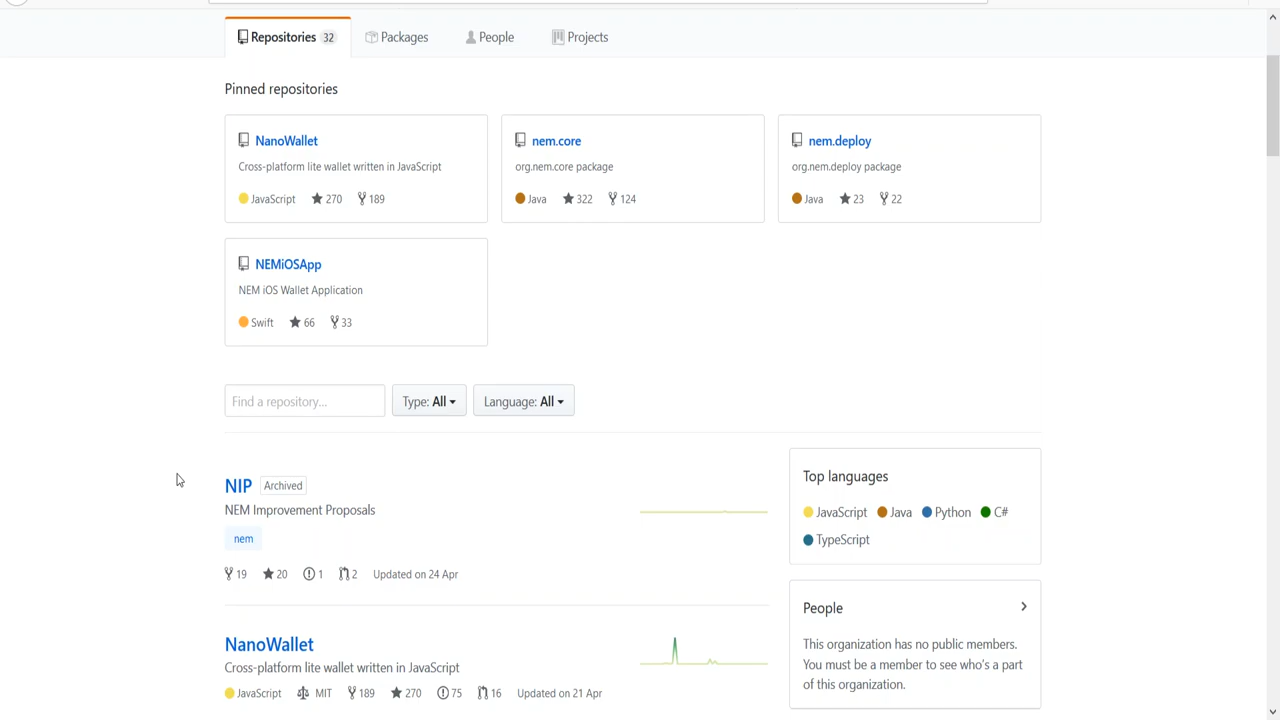 Repositories 32 Packages People Projects
Pinned repositories
NanoWallet
Cross-platform lite wallet written in JavaScript
JavaScript 270 189
nem.core
org.nem.core package
Java 322 124
nem.deploy
org.nem.deploy package
Java 23 22
NEMiOSApp
NEM iOS Wallet Application
Swift 66 33
Find a repository... Type: All Language: All
NIP Archived
NEM Improvement Proposals
nem
19 20 1 2 Updated on 24 Apr
NanoWallet
Cross-platform lite wallet written in JavaScript
JavaScript MIT 189 270 75 16 Updated on 21 Apr
Top languages
JavaScript Java Python C#
TypeScript
People
This organization has no public members.
You must be a member to see who's a part
of this organization.